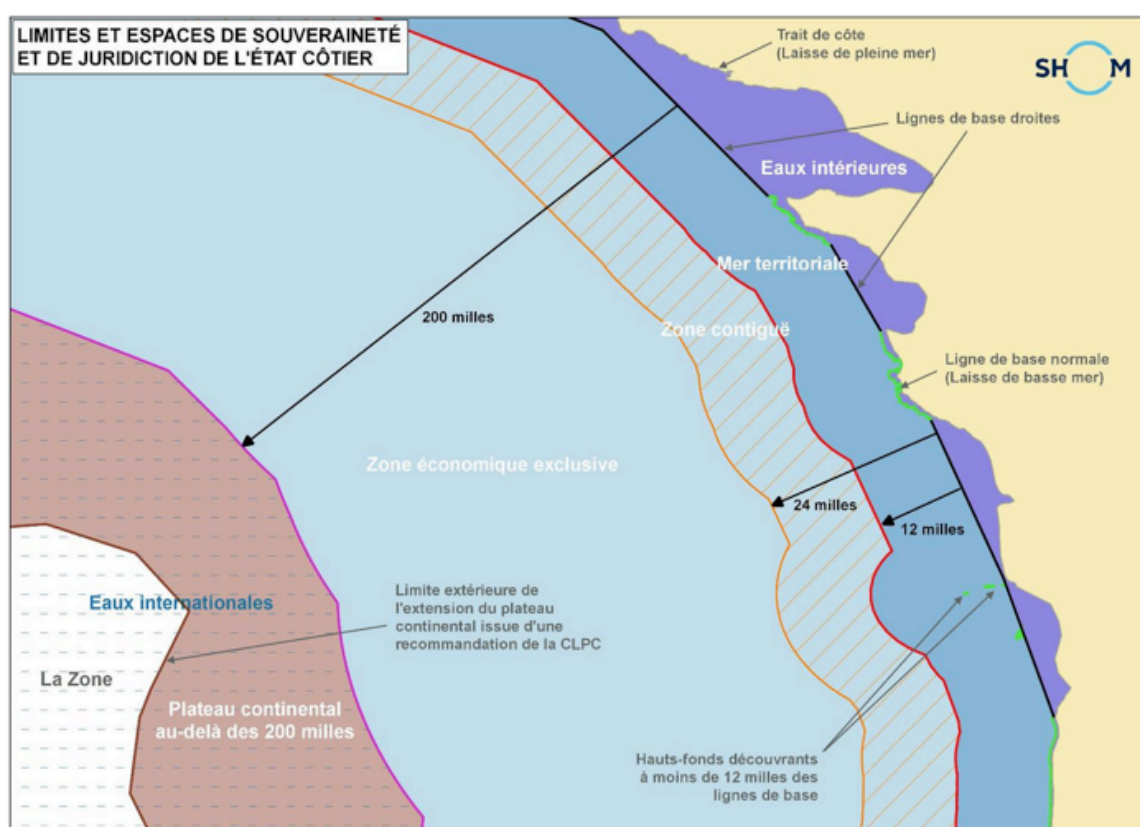 LIMITES ET ESPACES DE SOUVERAINETÉ
ET DE JURIDICTION DE L'ÉTAT CÔTIER
Trait de côte
(Laisse de pleine mer)
SHOM
Lignes de base droites
Eaux intérieures
Mer territoriale
200 milles
Zone contiguë
Ligne de base normale
(Laisse de basse mer)
Zone économique exclusive
24 milles
12 milles
Eaux internationales
Limite extérieure de
l'extension du plateau
continental issue d'une
recommandation de la CLPC
La Zone
Plateau continental
au-delà des 200 milles
Hauts-fonds découvrants
à moins de 12 milles des
lignes de base